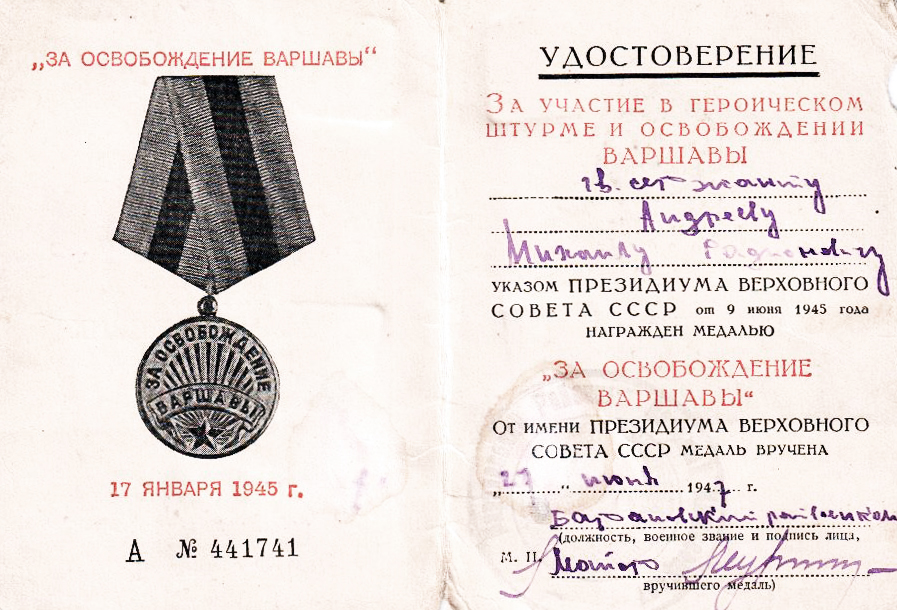 „ЗА ОСВОБОЖДЕНИЕ ВАРШАВЫ“
ЗА ОСВОБОЖДЕНИЕ
ВАРШАВЫ
17 ЯНВАРЯ 1945 г.
А № 441741
УДОСТОВЕРЕНИЕ
ЗА УЧАСТИЕ В ГЕРОИЧЕСКОМ
ШТУРМЕ И ОСВОБОЖДЕНИИ
ВАРШАВЫ
гв. сержанту
Андрееву
Михаилу
УКАЗОМ ПРЕЗИДИУМА ВЕРХОВНОГО
СОВЕТА СССР от 9 июня 1945 года
НАГРАЖДЕН МЕДАЛЬЮ
„ЗА ОСВОБОЖДЕНИЕ
ВАРШАВЫ“
От имени ПРЕЗИДИУМА ВЕРХОВНОГО
СОВЕТА СССР МЕДАЛЬ ВРУЧЕНА
„27“ июня 1947 г.
райвоенком
(должность, военное звание и подпись лица,
М. П. Майор
вручившего медаль)